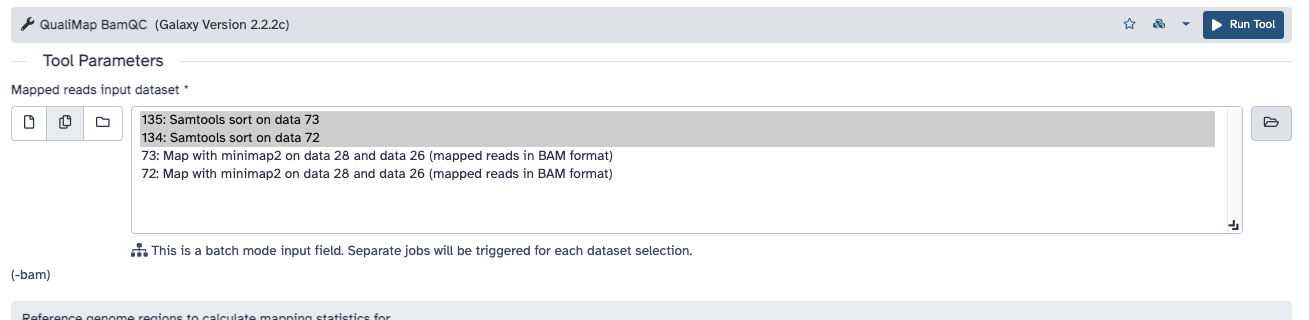 QualiMap BamQC (Galaxy Version 2.2.2c)
Run Tool
Tool Parameters
Mapped reads input dataset *
135: Samtools sort on data 73
134: Samtools sort on data 72
73: Map with minimap2 on data 28 and data 26 (mapped reads in BAM format)
72: Map with minimap2 on data 28 and data 26 (mapped reads in BAM format)
This is a batch mode input field. Separate jobs will be triggered for each dataset selection.
(-bam)
Reference genome regions to calculate mapping statistics for